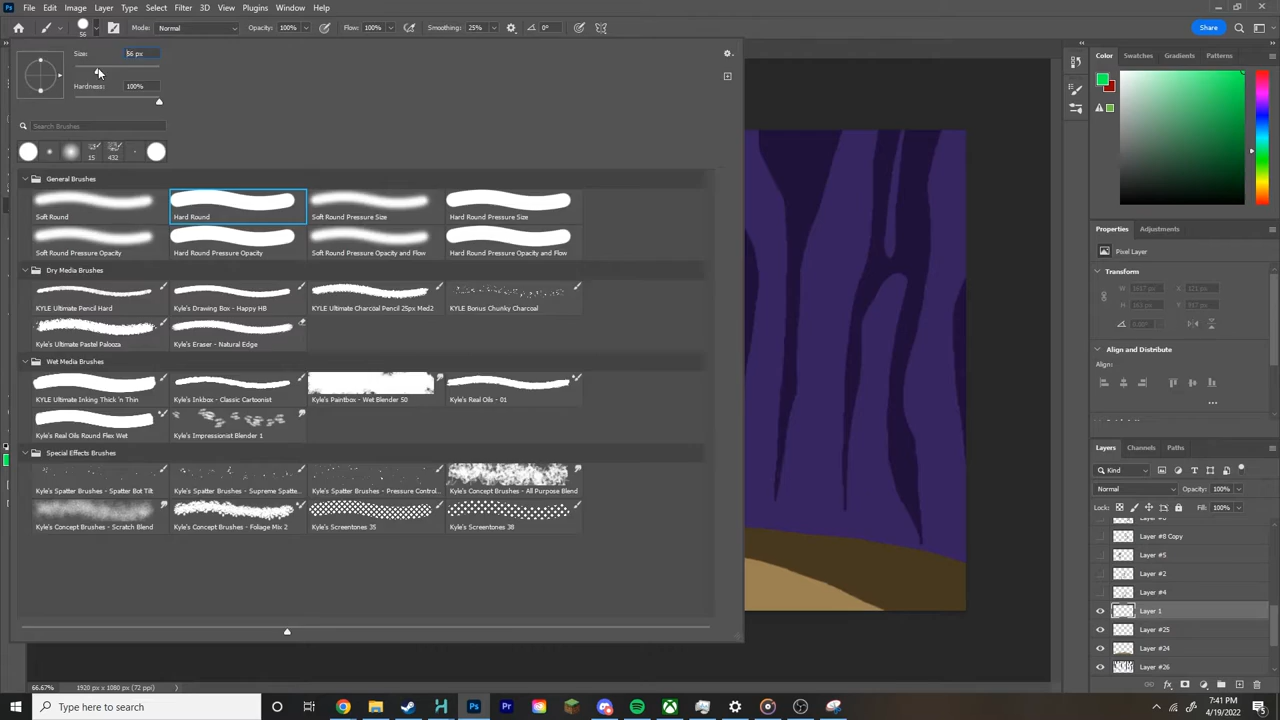 File Edit Image Layer Type Select Filter 3D View Plugins Window Help
56 Mode: Normal Opacity: 100% Flow: 100% Smoothing: 25% 0° Share
Size: 56 px
Hardness: 100%
Search Brushes
15 432
General Brushes
Soft Round Hard Round Soft Round Pressure Size Hard Round Pressure Size
Soft Round Pressure Opacity Hard Round Pressure Opacity Soft Round Pressure Opacity and Flow Hard Round Pressure Opacity and Flow
Dry Media Brushes
KYLE Ultimate Pencil Hard Kyle's Drawing Box - Happy HB KYLE Ultimate Charcoal Pencil 25px Med2 KYLE Bonus Chunky Charcoal
Kyle's Ultimate Pastel Palooza Kyle's Eraser - Natural Edge
Wet Media Brushes
KYLE Ultimate Inking Thick 'n Thin Kyle's Inkbox - Classic Cartoonist Kyle's Paintbox - Wet Blender 50 Kyle's Real Oils - 01
Kyle's Real Oils Round Flex Wet Kyle's Impressionist Blender 1
Special Effects Brushes
Kyle's Spatter Brushes - Spatter Bot Tilt Kyle's Spatter Brushes - Supreme Spatte... Kyle's Spatter Brushes - Pressure Control... Kyle's Concept Brushes - All Purpose Blend
Kyle's Concept Brushes - Scratch Blend Kyle's Concept Brushes - Foliage Mix 2 Kyle's Screentones 35 Kyle's Screentones 38
Color Swatches Gradients Patterns
Properties Adjustments
Pixel Layer
Transform
W X
H Y
0.00°
Align and Distribute
Align:
Layers Channels Paths
Kind
Normal Opacity: 100%
Lock: Fill: 100%
Layer #8 Copy
Layer #5
Layer #2
Layer #4
Layer 1
Layer #25
Layer #24
Layer #26
66.67% 1920 px x 1080 px (72 ppi)
Type here to search
7:41 PM
4/19/2022